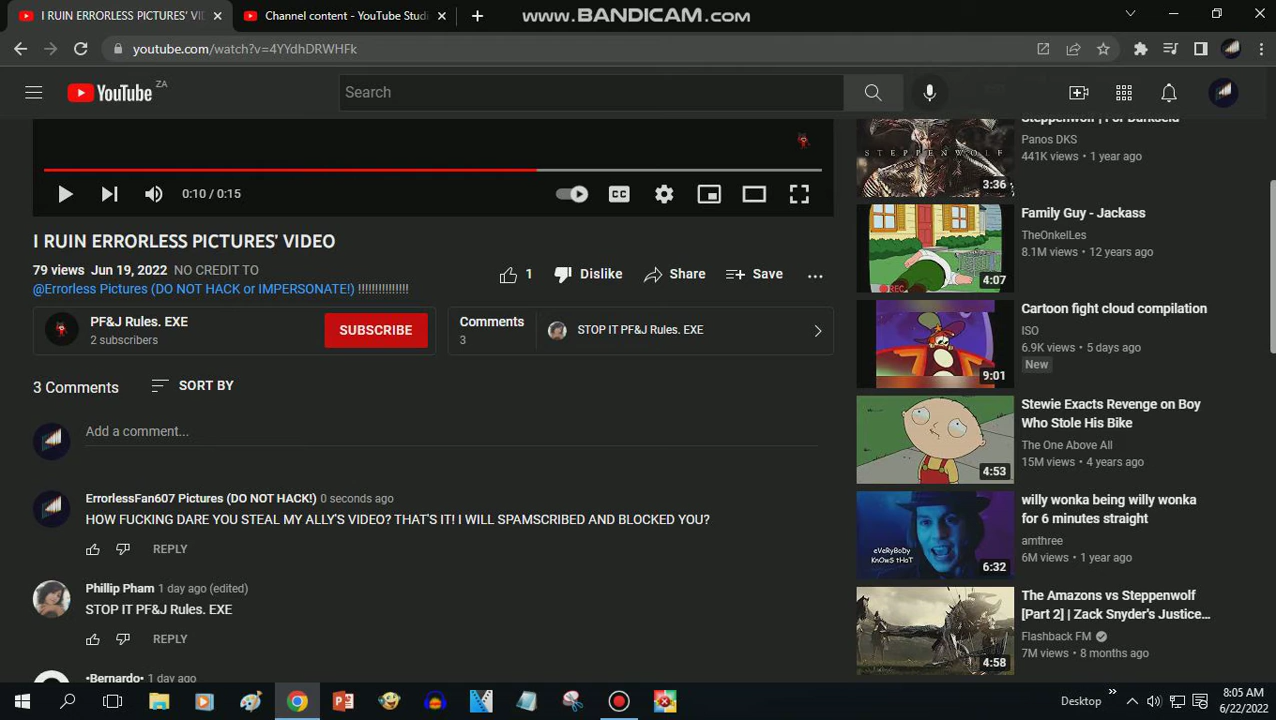 I RUIN ERRORLESS PICTURES' VI
Channel content - YouTube Studi
www.BANDICAM.com
youtube.com/watch?v=4YYdhDRWHFk
YouTube ZA
Search
Panos DKS
441K views • 1 year ago
STEPPENWOLF
3:36
0:10 / 0:15
CC
Family Guy - Jackass
TheOnkelLes
8.1M views • 12 years ago
REC
4:07
I RUIN ERRORLESS PICTURES' VIDEO
79 views Jun 19, 2022 NO CREDIT TO
@Errorless Pictures (DO NOT HACK or IMPERSONATE!) !!!!!!!!!!!!!!!
1
Dislike
Share
Save
PF&J Rules. EXE
2 subscribers
SUBSCRIBE
Comments
3
STOP IT PF&J Rules. EXE
Cartoon fight cloud compilation
ISO
6.9K views • 5 days ago
New
9:01
3 Comments
SORT BY
Add a comment...
Stewie Exacts Revenge on Boy
Who Stole His Bike
The One Above All
15M views • 4 years ago
4:53
ErrorlessFan607 Pictures (DO NOT HACK!) 0 seconds ago
HOW FUCKING DARE YOU STEAL MY ALLY'S VIDEO? THAT'S IT! I WILL SPAMSCRIBED AND BLOCKED YOU?
REPLY
willy wonka being willy wonka
for 6 minutes straight
amthree
6M views • 1 year ago
eVeRyBoDy
KnOwS tHaT
6:32
Phillip Pham 1 day ago (edited)
STOP IT PF&J Rules. EXE
REPLY
The Amazons vs Steppenwolf
[Part 2] | Zack Snyder's Justice...
Flashback FM
7M views • 8 months ago
4:58
•Bernardo• 1 day ago
Desktop
8:05 AM
6/22/2022